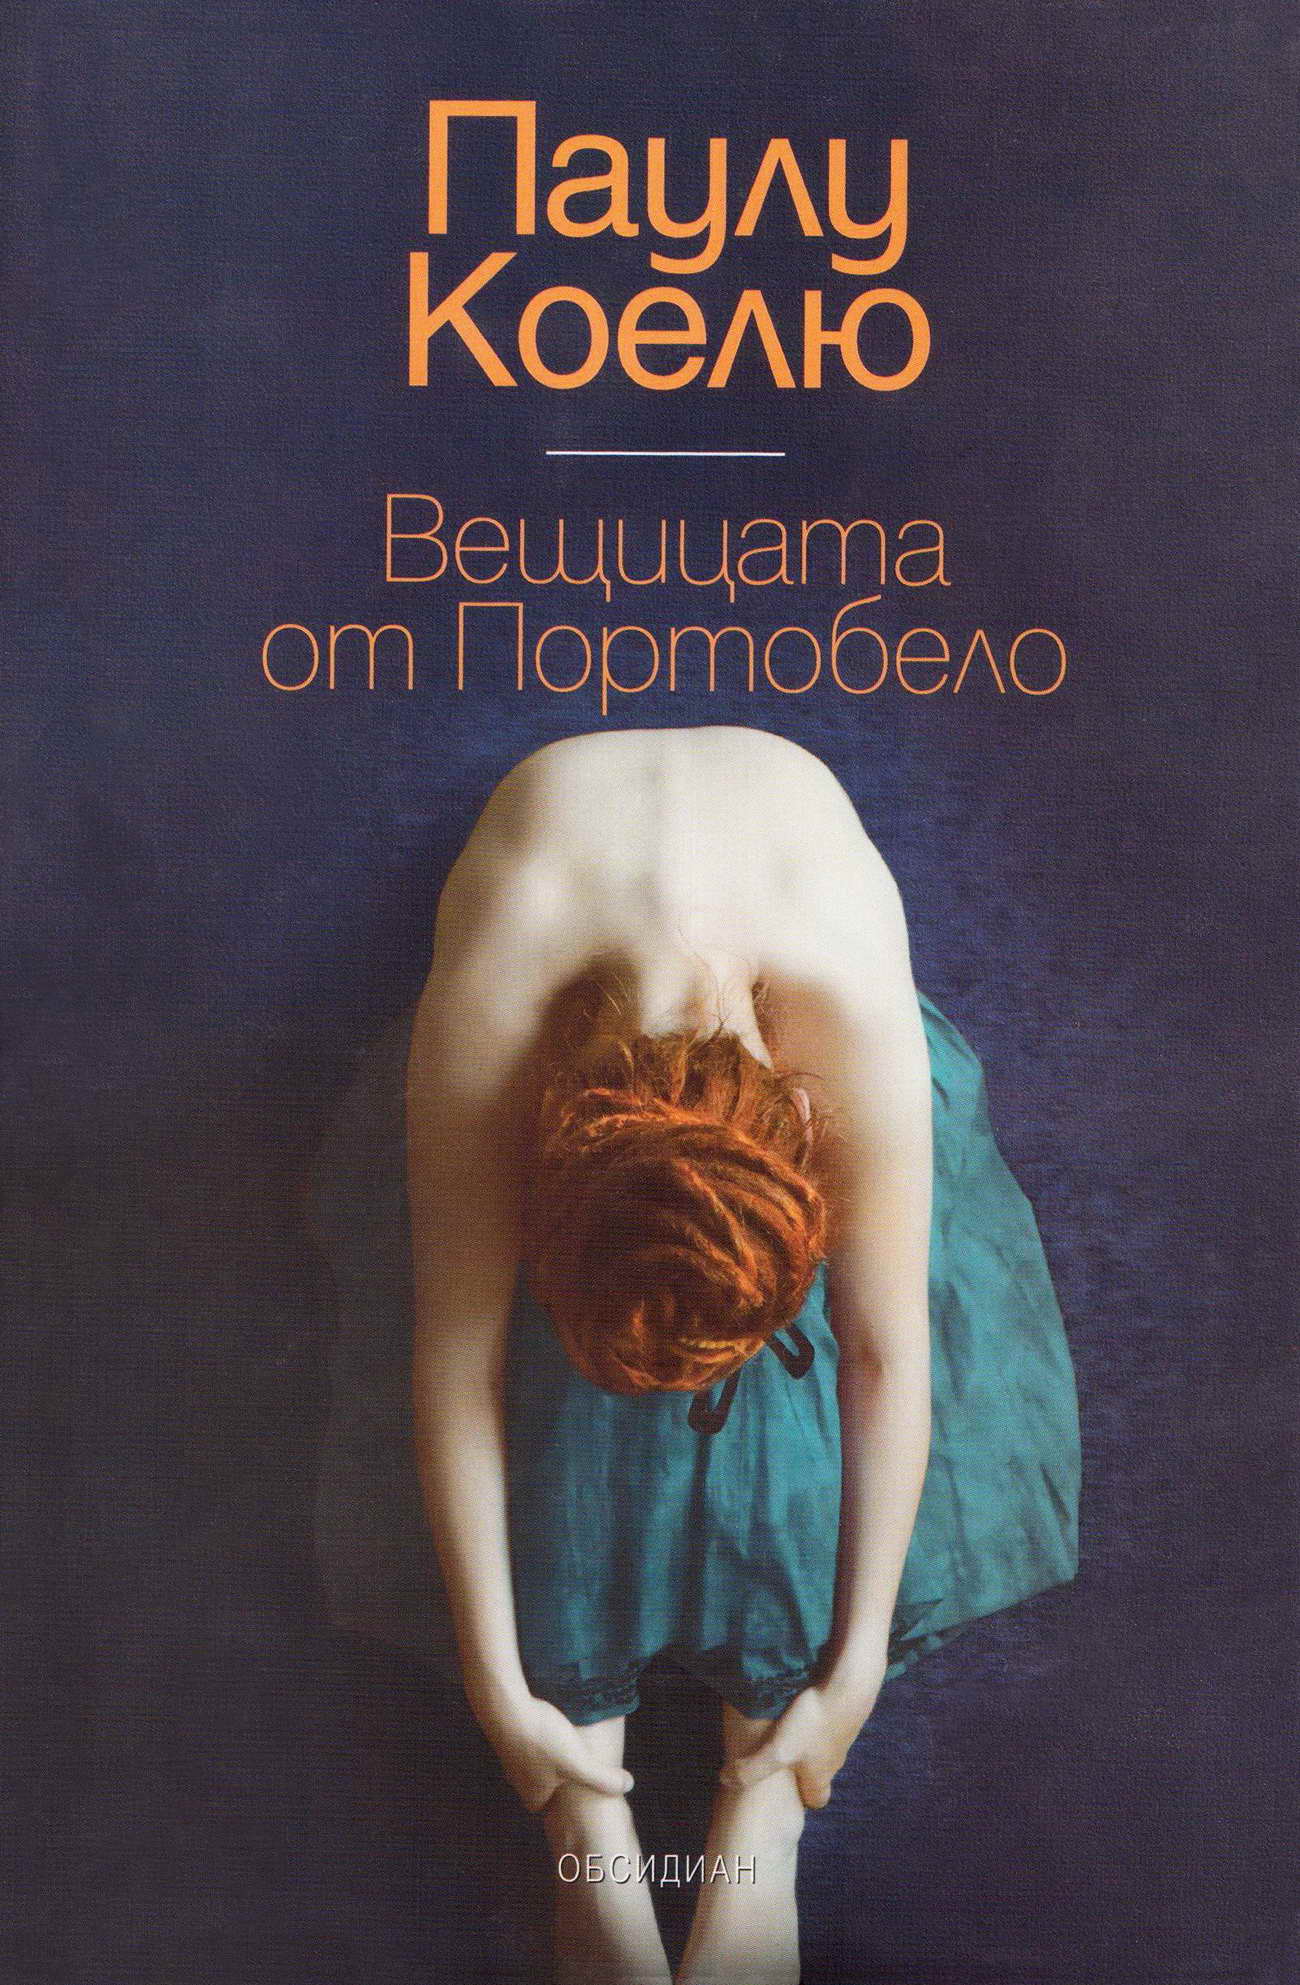 Паулу
Коелю
Вещицата
от Портобело
ОБСИДИАН